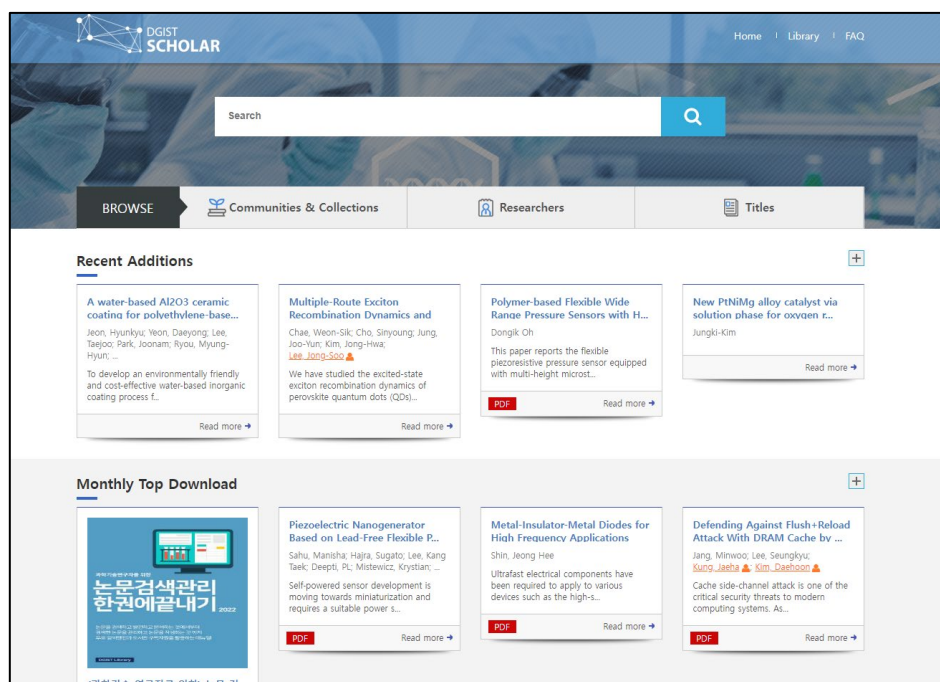 DGIST
SCHOLAR
Home
Library
FAQ
Search
BROWSE
Communities & Collections
Researchers
Titles
Recent Additions
A water-based Al2O3 ceramic
coating for polyethylene-base...
Jeon, Hyunkyu; Yeon, Daeyong; Lee,
Taejoo; Park, Joonam; Ryou, Myung-
Hyun; ...
To develop an environmentally friendly
and cost-effective water-based inorganic
coating process f...
Read more
Multiple-Route Exciton
Recombination Dynamics and
Chae, Weon-Sik; Cho, Sinyoung; Jung,
Joo-Yun; Kim, Jong-Hwa;
Lee, Jong-Soo
We have studied the excited-state
exciton recombination dynamics of
perovskite quantum dots (QDs)...
Read more
Polymer-based Flexible Wide
Range Pressure Sensors with H...
Dongik Oh
This paper reports the flexible
piezoresistive pressure sensor equipped
with multi-height microst...
PDF
Read more
New PtNiMg alloy catalyst via
solution phase for oxygen r...
Jungki-Kim
Read more
Monthly Top Download
과학기술연구자를 위한
논문검색관리
한권에끝내기 2022
DGIST Library
Piezoelectric Nanogenerator
Based on Lead-Free Flexible P...
Sahu, Manisha; Hajra, Sugato; Lee, Kang
Taek; Deepti, PL; Mistewicz, Krystian; ...
Self-powered sensor development is
moving towards miniaturization and
requires a suitable power s...
PDF
Read more
Metal-Insulator-Metal Diodes for
High Frequency Applications
Shin, Jeong Hee
Ultrafast electrical components have
been required to apply to various
devices such as the high-s...
PDF
Read more
Defending Against Flush+Reload
Attack With DRAM Cache by ...
Jang, Minwoo; Lee, Seungkyu;
Kung, Jaeha; Kim, Daehoon
Cache side-channel attack is one of the
critical security threats to modern
computing systems. As...
PDF
Read more